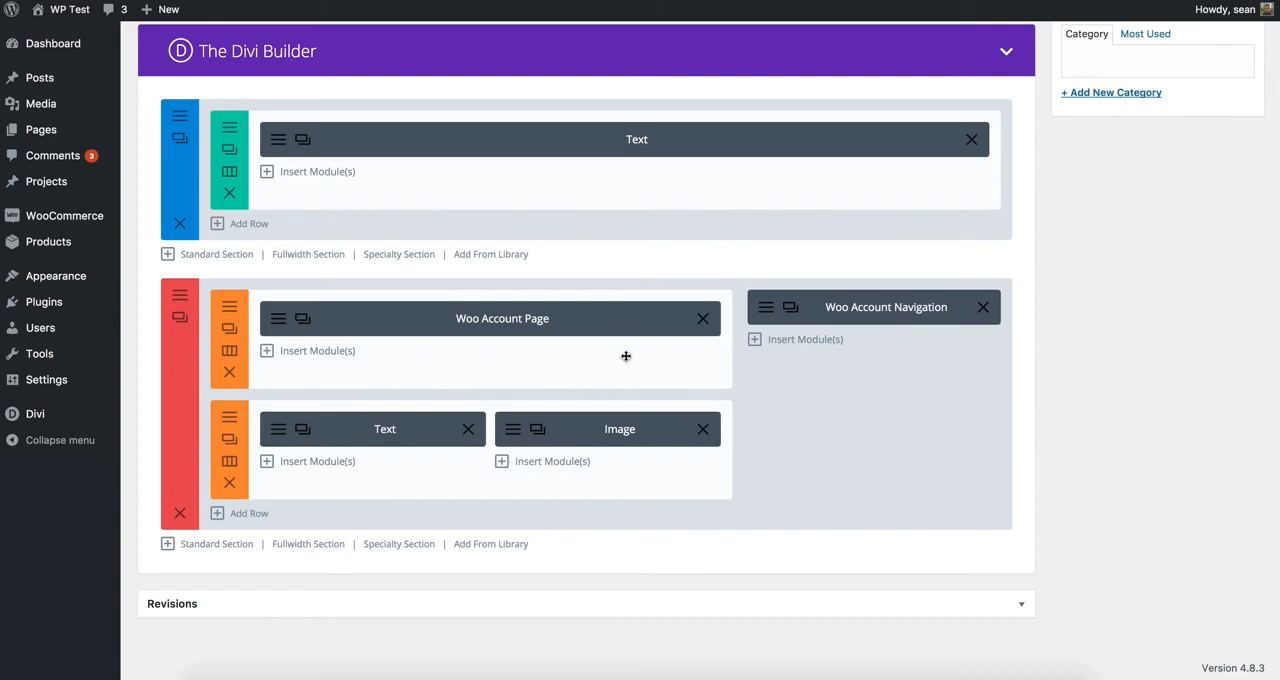 WP Test 3 New Howdy, sean
Dashboard
Posts
Media
Pages
Comments 3
Projects
WooCommerce
Products
Appearance
Plugins
Users
Tools
Settings
Divi
Collapse menu
D The Divi Builder
Text
Insert Module(s)
Add Row
Standard Section | Fullwidth Section | Specialty Section | Add From Library
Woo Account Page
Insert Module(s)
Woo Account Navigation
Insert Module(s)
Text
Insert Module(s)
Image
Insert Module(s)
Add Row
Standard Section | Fullwidth Section | Specialty Section | Add From Library
Revisions
Category Most Used
+ Add New Category
Version 4.8.3